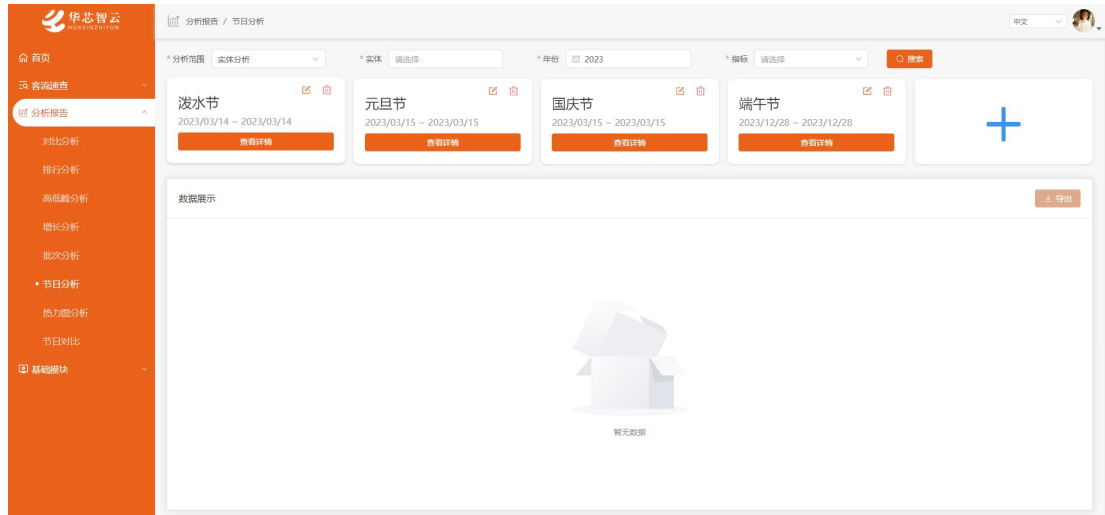 华芯智云
HUAXINZHIYUN
分析报告 / 节日分析
中文
首页
客流速查
分析报告
对比分析
排行分析
高低峰分析
增长分析
批次分析
节日分析
热力图分析
节日对比
基础模块
* 分析范围 实体分析 * 实体 请选择 * 年份 2023 * 指标 请选择 搜索
泼水节
2023/03/14 ~ 2023/03/14
查看详情
元旦节
2023/03/15 ~ 2023/03/15
查看详情
国庆节
2023/03/15 ~ 2023/03/15
查看详情
端午节
2023/12/28 ~ 2023/12/28
查看详情
数据展示
导出
暂无数据